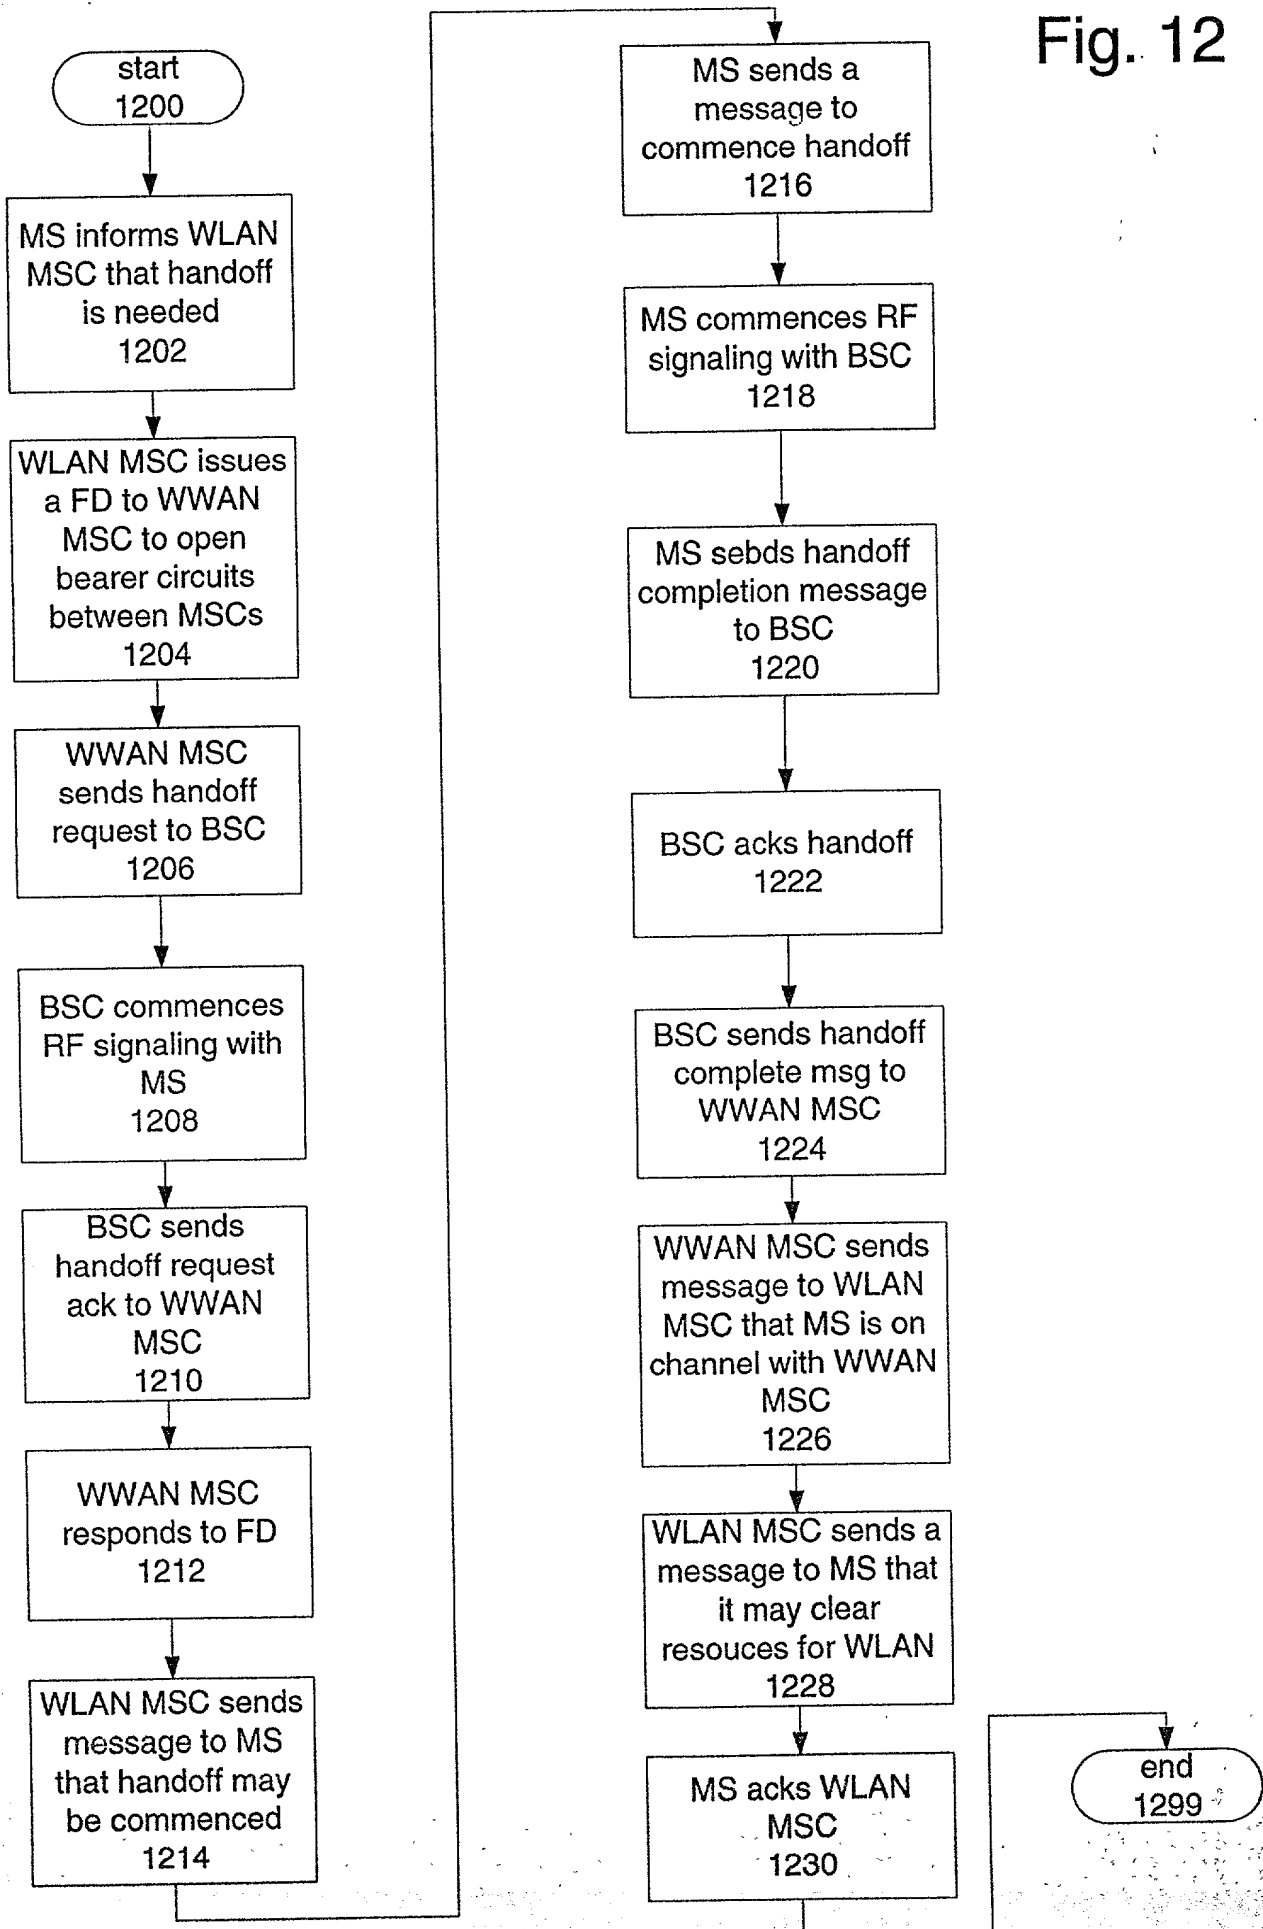 Fig. 12
start
1200
MS informs WLAN
MSC that handoff
is needed
1202
WLAN MSC issues
a FD to WWAN
MSC to open
bearer circuits
between MSCs
1204
WWAN MSC
sends handoff
request to BSC
1206
BSC commences
RF signaling with
MS
1208
BSC sends
handoff request
ack to WWAN
MSC
1210
WWAN MSC
responds to FD
1212
WLAN MSC sends
message to MS
that handoff may
be commenced
1214
MS sends a
message to
commence handoff
1216
MS commences RF
signaling with BSC
1218
MS sebds handoff
completion message
to BSC
1220
BSC acks handoff
1222
BSC sends handoff
complete msg to
WWAN MSC
1224
WWAN MSC sends
message to WLAN
MSC that MS is on
channel with WWAN
MSC
1226
WLAN MSC sends a
message to MS that
it may clear
resouces for WLAN
1228
MS acks WLAN
MSC
1230
end
1299